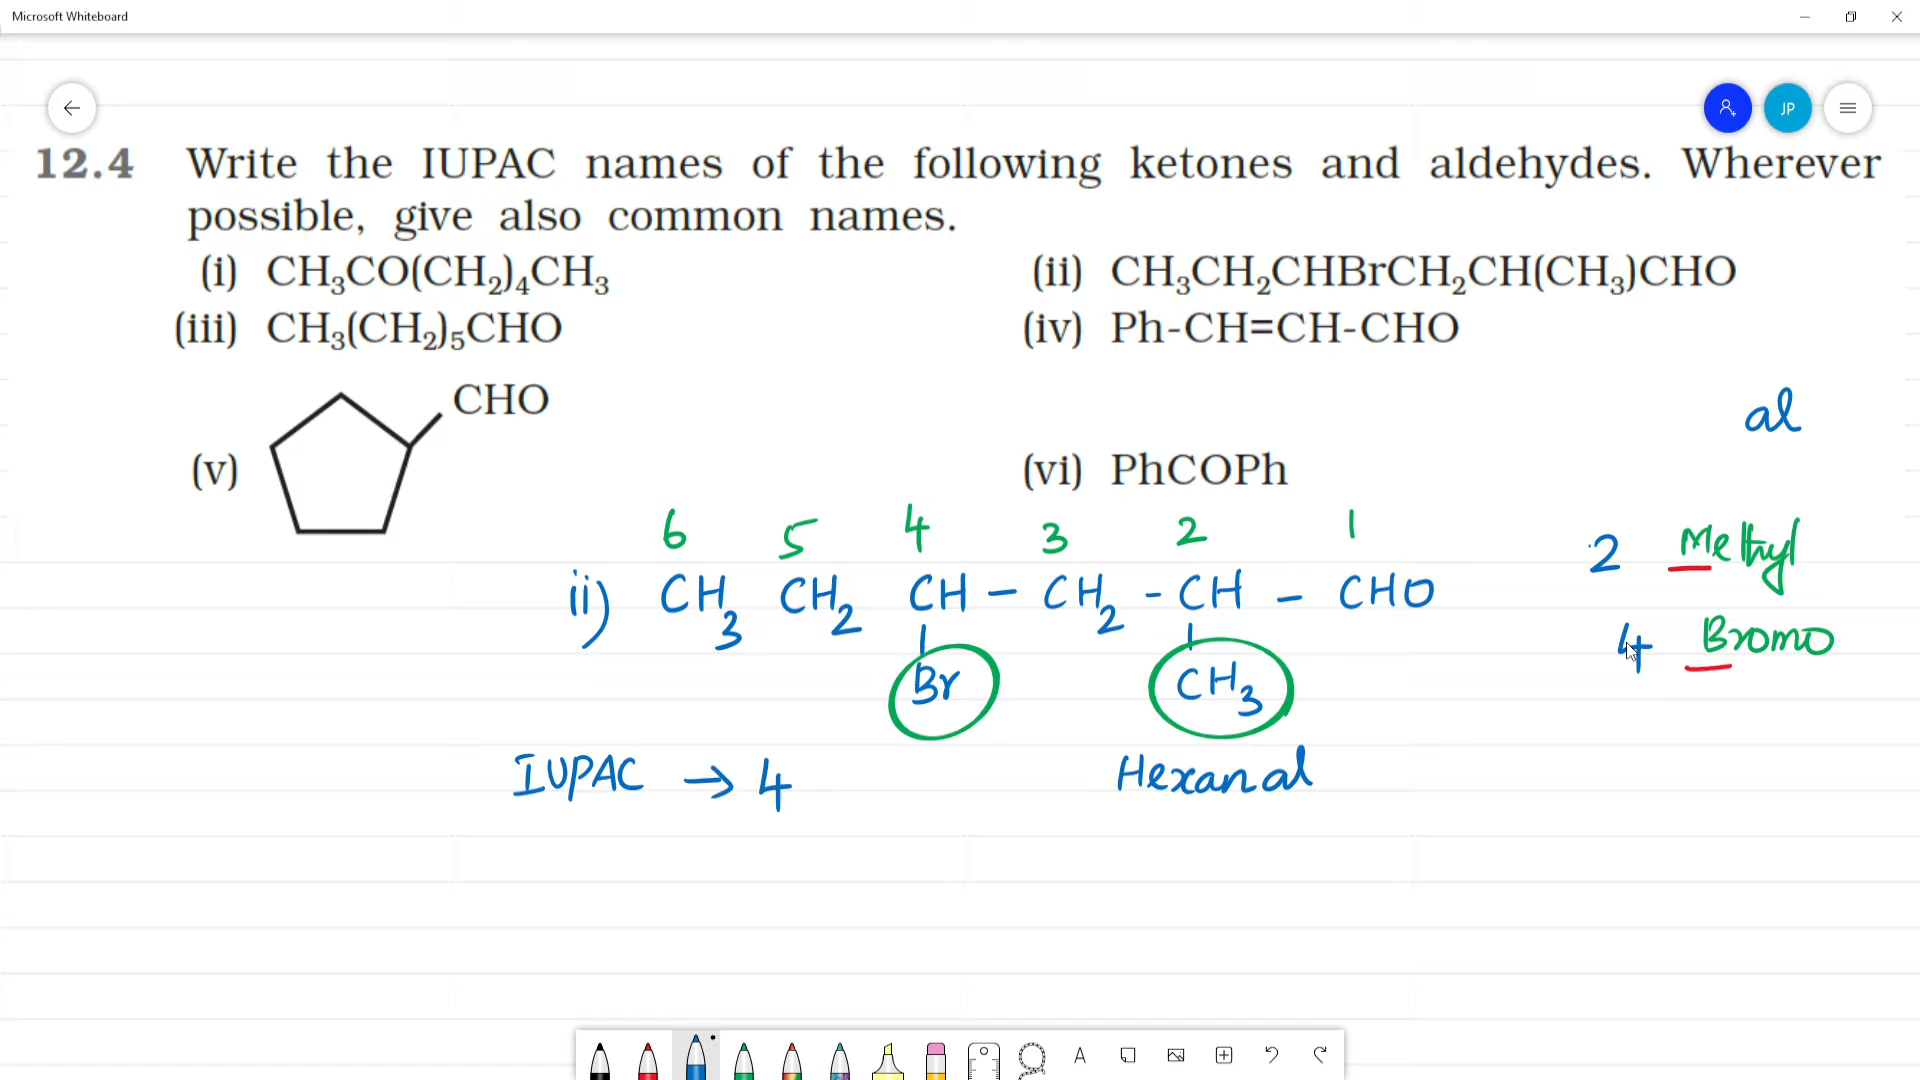 Microsoft Whiteboard
JP
12.4 Write the IUPAC names of the following ketones and aldehydes. Wherever
possible, give also common names.
(i) CH₃CO(CH₂)₄CH₃ (ii) CH₃CH₂CHBrCH₂CH(CH₃)CHO
(iii) CH₃(CH₂)₅CHO (iv) Ph-CH=CH-CHO
CHO
al
(v) (vi) PhCOPh
6 5 4 3 2 1
2 Methyl
ii) CH₃ CH₂ CH – CH₂ - CH – CHO
4 Bromo
Br CH₃
IUPAC → 4 Hexanal
A